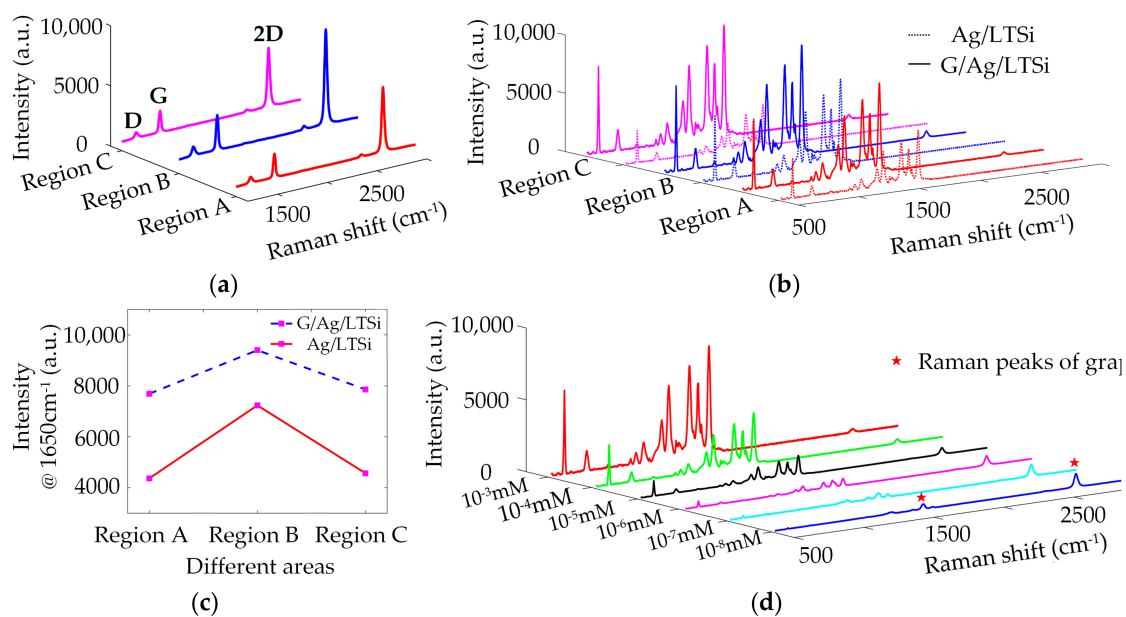 10,000
5000
0
Intensity (a.u.)
D
G
2D
Region C
Region B
Region A
1500
2500
Raman shift (cm-1)
(a)
10,000
5000
0
Intensity (a.u.)
Ag/LTSi
G/Ag/LTSi
Region C
Region B
Region A
500
1500
2500
Raman shift (cm-1)
(b)
10,000
8000
6000
4000
Intensity
@ 1650cm-1 (a.u.)
G/Ag/LTSi
Ag/LTSi
Region A Region B Region C
Different areas
(c)
10,000
5000
0
Intensity (a.u.)
Raman peaks of grap
10-3mM
10-4mM
10-5mM
10-6mM
10-7mM
10-8mM
500
1500
2500
Raman shift (cm-1)
(d)